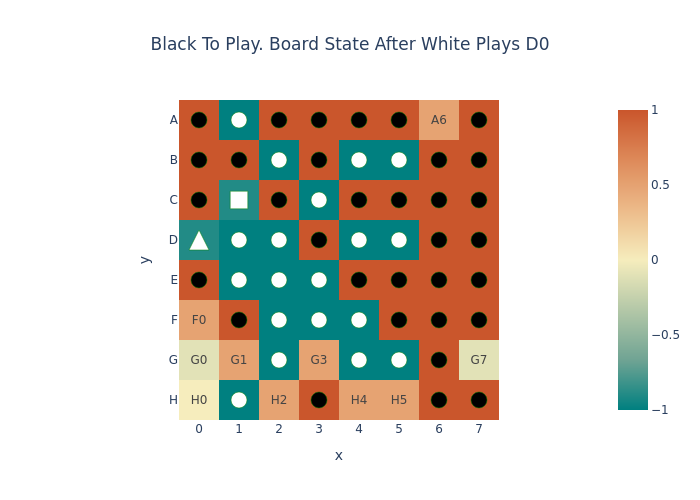 Black To Play. Board State After White Plays D0
A
A6
B
C
D
E
F F0
G G0 G1 G3 G7
H H0 H2 H4 H5
0 1 2 3 4 5 6 7
x
y
1
0.5
0
−0.5
−1